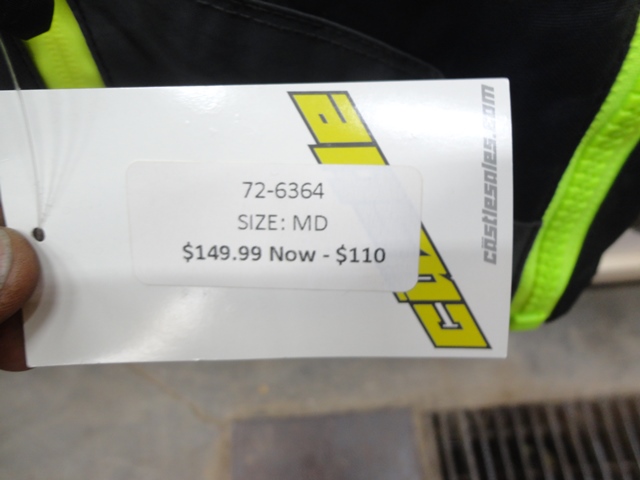 72-6364
SIZE: MD
$149.99 Now - $110
castlesales.com